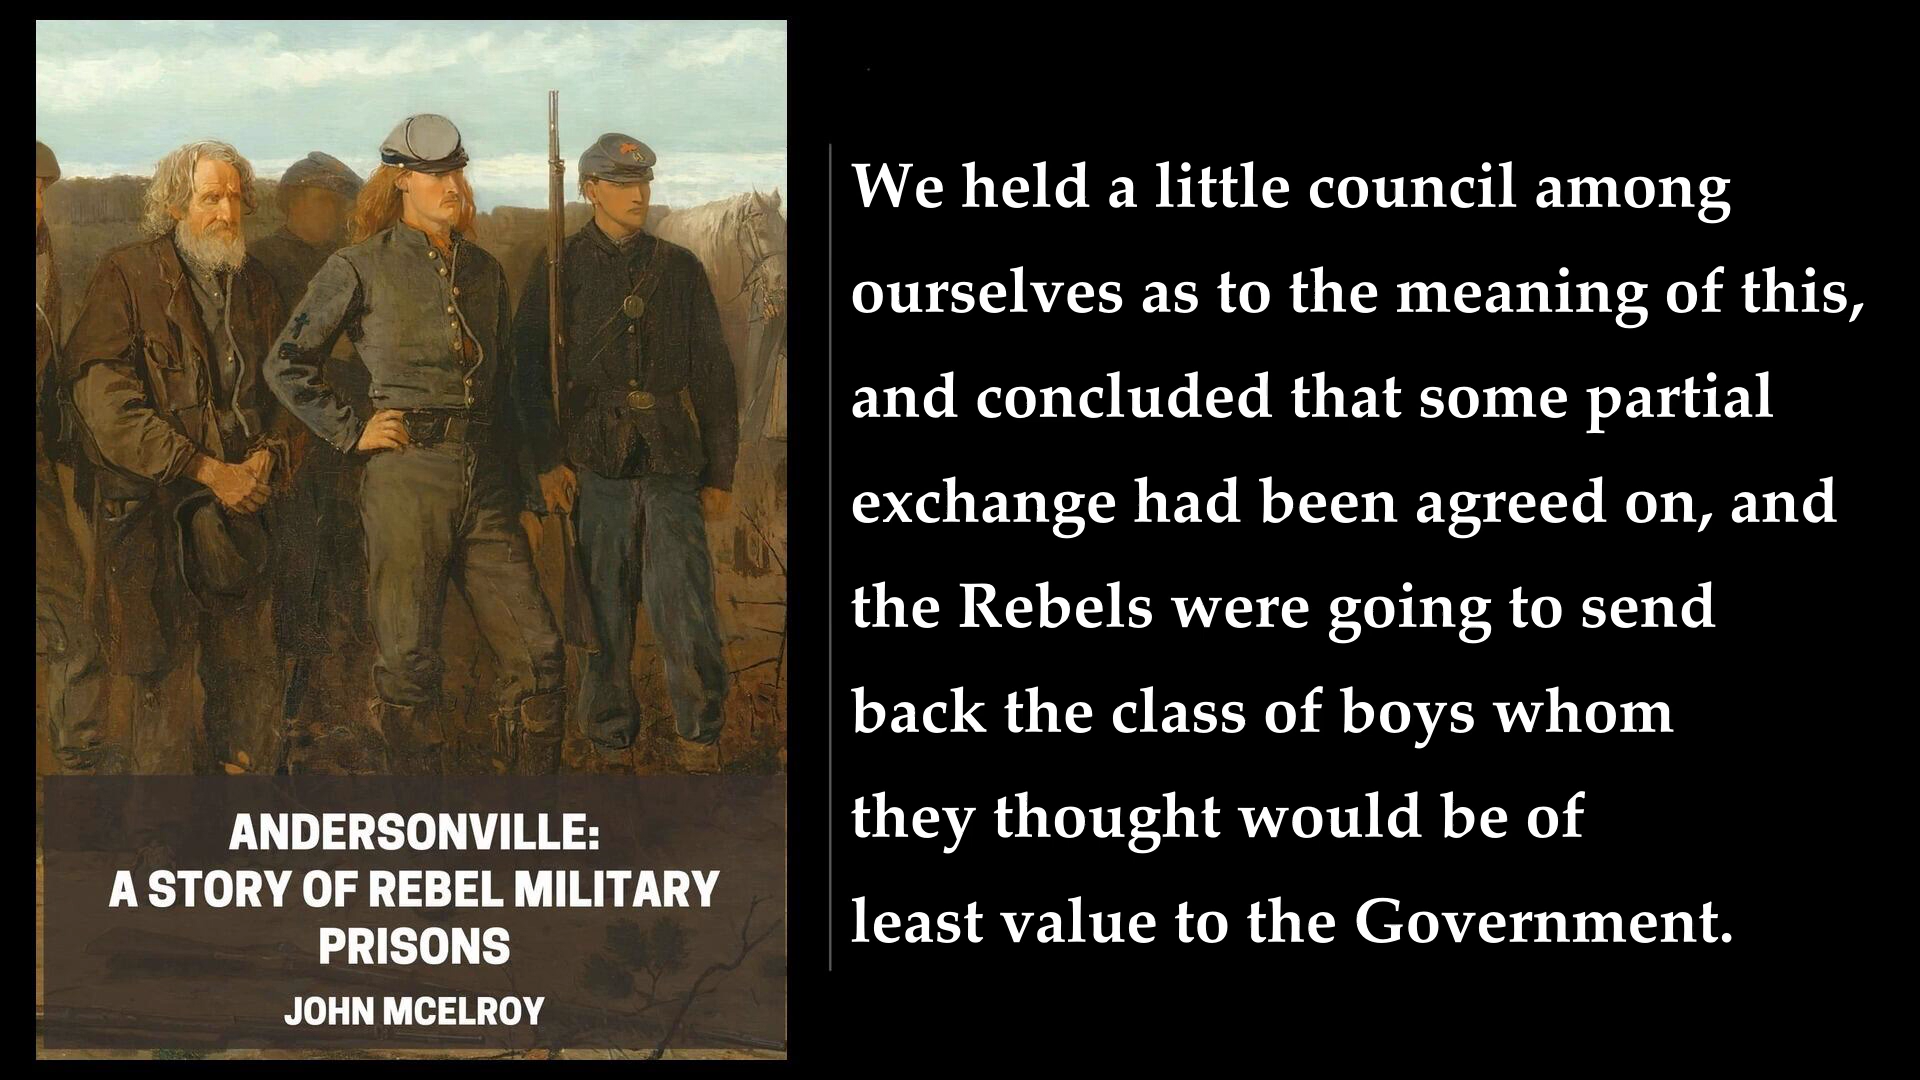 ANDERSONVILLE:
A STORY OF REBEL MILITARY
PRISONS
JOHN MCELROY
We held a little council among
ourselves as to the meaning of this,
and concluded that some partial
exchange had been agreed on, and
the Rebels were going to send
back the class of boys whom
they thought would be of
least value to the Government.